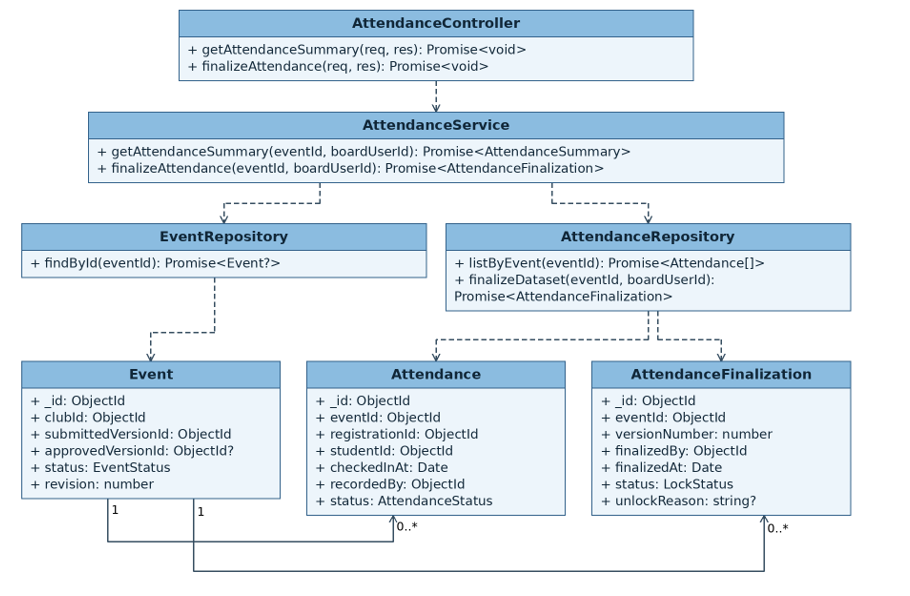 AttendanceController
+ getAttendanceSummary(req, res): Promise<void>
+ finalizeAttendance(req, res): Promise<void>
AttendanceService
+ getAttendanceSummary(eventId, boardUserId): Promise<AttendanceSummary>
+ finalizeAttendance(eventId, boardUserId): Promise<AttendanceFinalization>
EventRepository
+ findById(eventId): Promise<Event?>
AttendanceRepository
+ listByEvent(eventId): Promise<Attendance[]>
+ finalizeDataset(eventId, boardUserId):
Promise<AttendanceFinalization>
Event
+ _id: ObjectId
+ clubId: ObjectId
+ submittedVersionId: ObjectId
+ approvedVersionId: ObjectId?
+ status: EventStatus
+ revision: number
Attendance
+ _id: ObjectId
+ eventId: ObjectId
+ registrationId: ObjectId
+ studentId: ObjectId
+ checkedInAt: Date
+ recordedBy: ObjectId
+ status: AttendanceStatus
AttendanceFinalization
+ _id: ObjectId
+ eventId: ObjectId
+ versionNumber: number
+ finalizedBy: ObjectId
+ finalizedAt: Date
+ status: LockStatus
+ unlockReason: string?
1
1
0..*
0..*